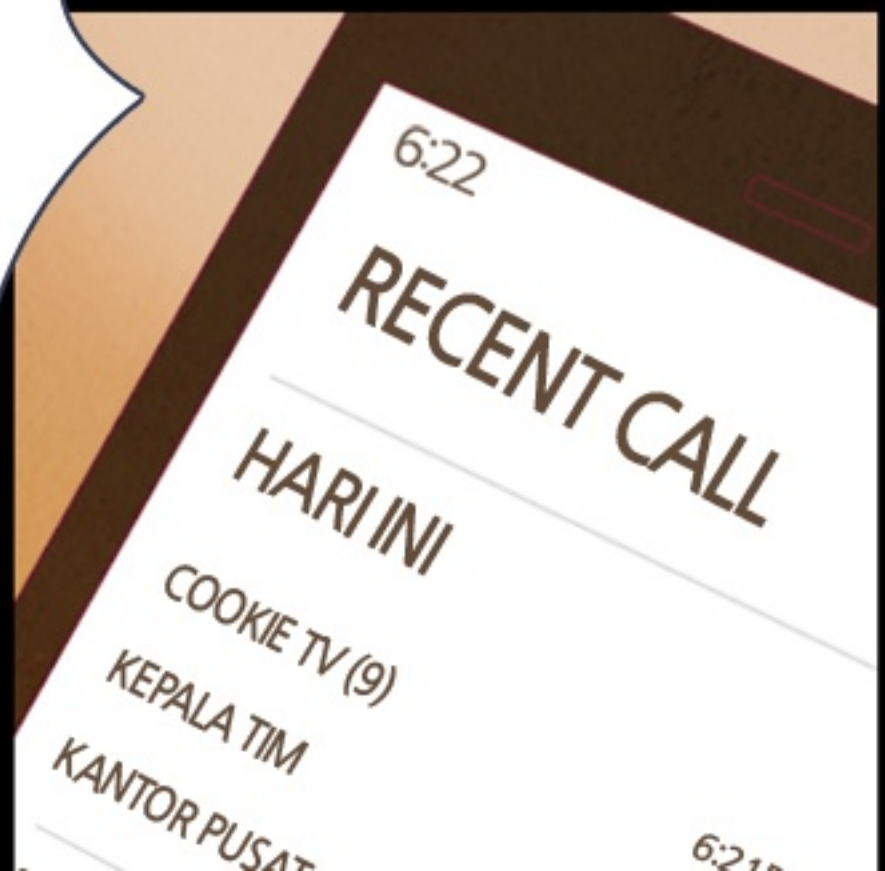 6:22
RECENT CALL
HARI INI
COOKIE TV (9)
KEPALA TIM
KANTOR PUSAT